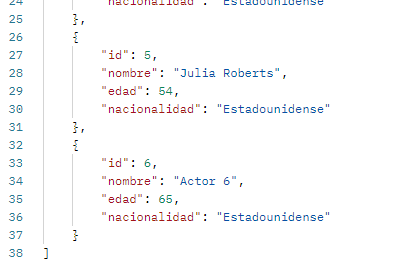 24 "nacionalidad": "Estadounidense"
25 },
26 {
27 "id": 5,
28 "nombre": "Julia Roberts",
29 "edad": 54,
30 "nacionalidad": "Estadounidense"
31 },
32 {
33 "id": 6,
34 "nombre": "Actor 6",
35 "edad": 65,
36 "nacionalidad": "Estadounidense"
37 }
38 ]